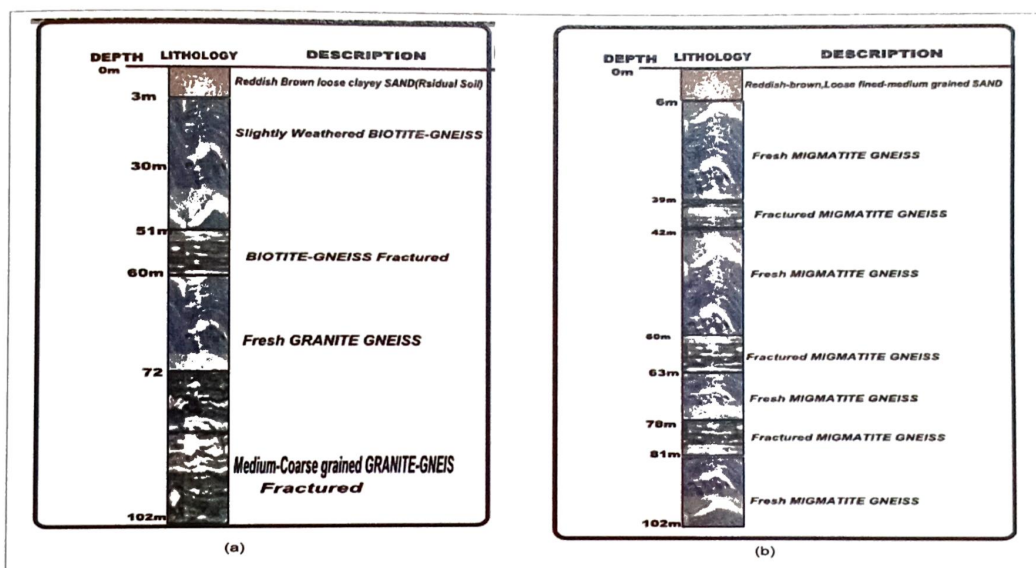 DEPTH LITHOLOGY DESCRIPTION
0m
Reddish Brown loose clayey SAND(Rsidual Soil)
3m
Slightly Weathered BIOTITE-GNEISS
30m
51m
BIOTITE-GNEISS Fractured
60m
Fresh GRANITE GNEISS
72
Medium-Coarse grained GRANITE-GNEIS
Fractured
102m
(a)
DEPTH LITHOLOGY DESCRIPTION
0m
Reddish-brown,Loose fined-medium grained SAND
6m
Fresh MIGMATITE GNEISS
39m
Fractured MIGMATITE GNEISS
42m
Fresh MIGMATITE GNEISS
60m
Fractured MIGMATITE GNEISS
63m
Fresh MIGMATITE GNEISS
78m
Fractured MIGMATITE GNEISS
81m
Fresh MIGMATITE GNEISS
102m
(b)